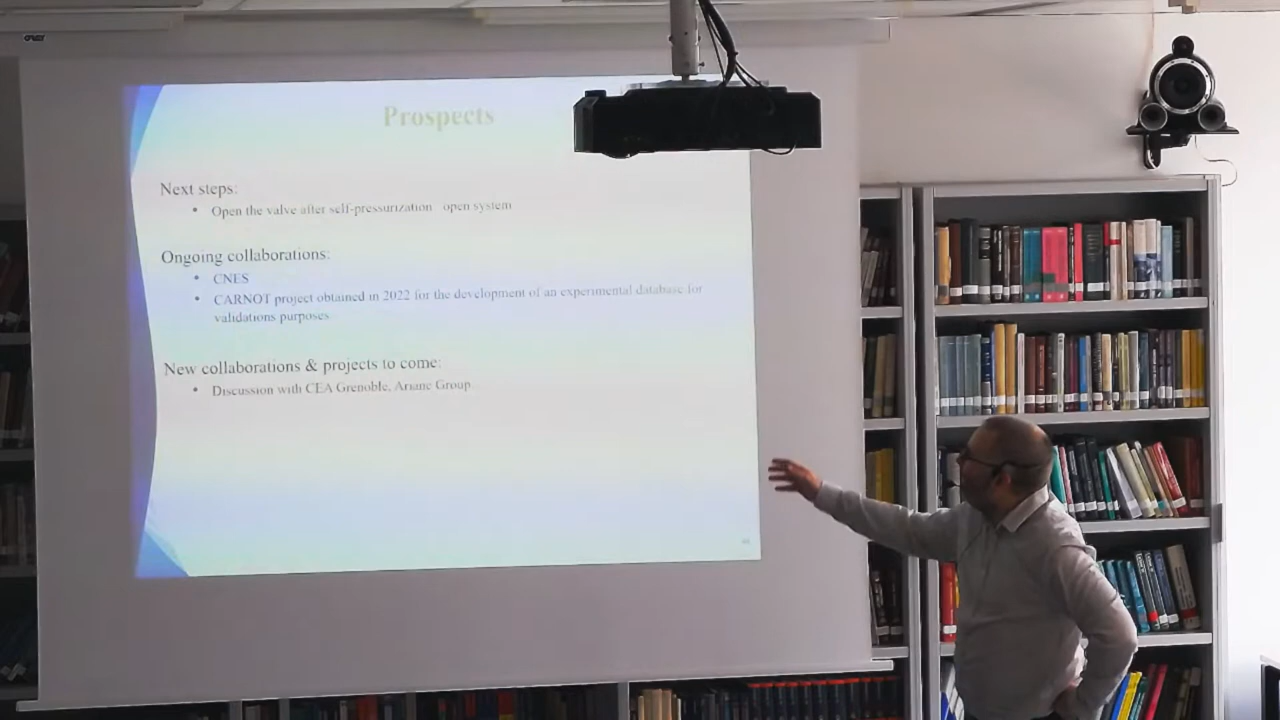 Prospects
Next steps:
• Open the valve after self-pressurization open system
Ongoing collaborations:
• CNES
• CARNOT project obtained in 2022 for the development of an experimental database for
validations purposes
New collaborations & projects to come:
• Discussion with CEA Grenoble, Ariane Group.